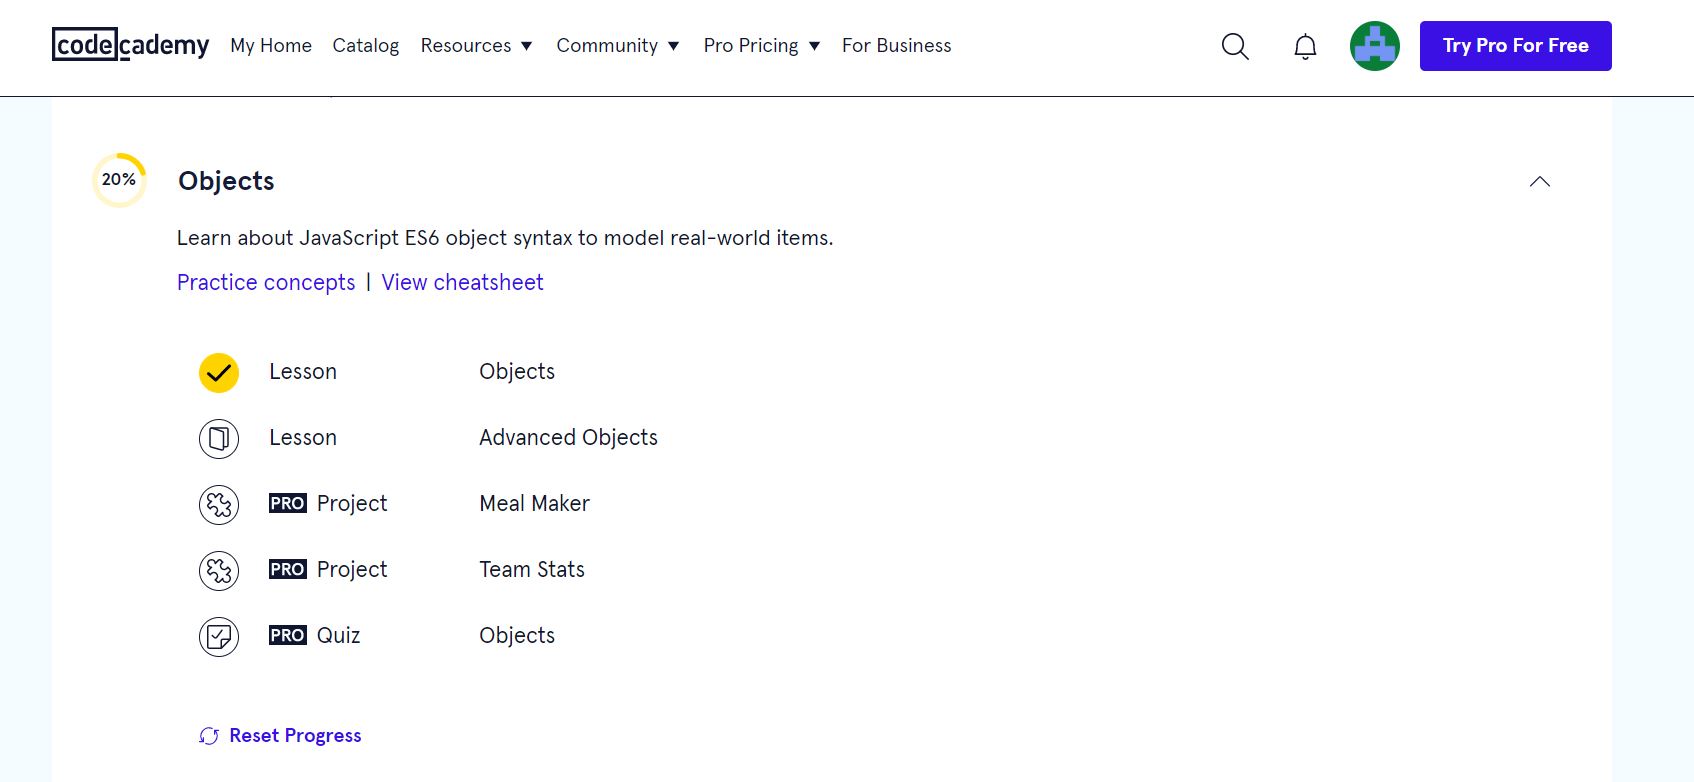 codecademy My Home Catalog Resources ▼ Community ▼ Pro Pricing ▼ For Business Try Pro For Free
20% Objects
Learn about JavaScript ES6 object syntax to model real-world items.
Practice concepts | View cheatsheet
Lesson Objects
Lesson Advanced Objects
PRO Project Meal Maker
PRO Project Team Stats
PRO Quiz Objects
Reset Progress